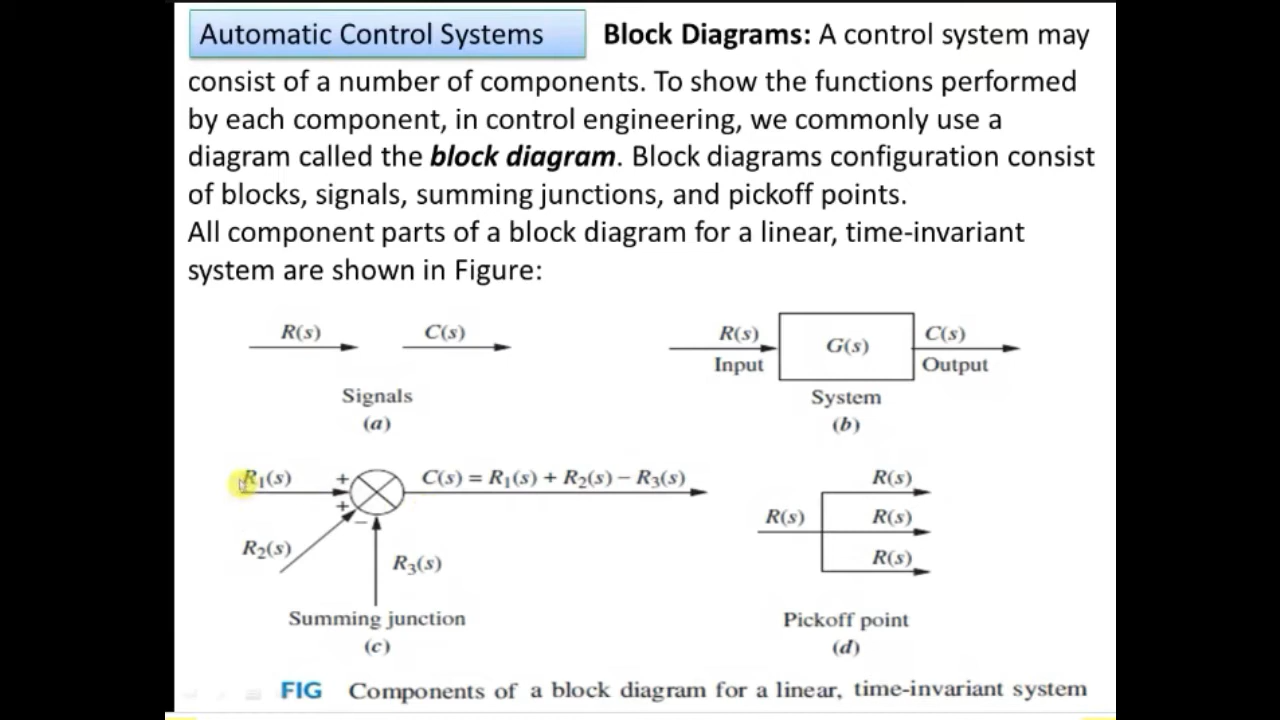 Automatic Control Systems Block Diagrams: A control system may
consist of a number of components. To show the functions performed
by each component, in control engineering, we commonly use a
diagram called the block diagram. Block diagrams configuration consist
of blocks, signals, summing junctions, and pickoff points.
All component parts of a block diagram for a linear, time-invariant
system are shown in Figure:
R(s) C(s)
Signals
(a)
R(s) G(s) C(s)
Input Output
System
(b)
R₁(s) + C(s) = R₁(s) + R₂(s) − R₃(s)
+
−
R₂(s)
R₃(s)
Summing junction
(c)
R(s)
R(s) R(s)
R(s)
Pickoff point
(d)
FIG Components of a block diagram for a linear, time-invariant system